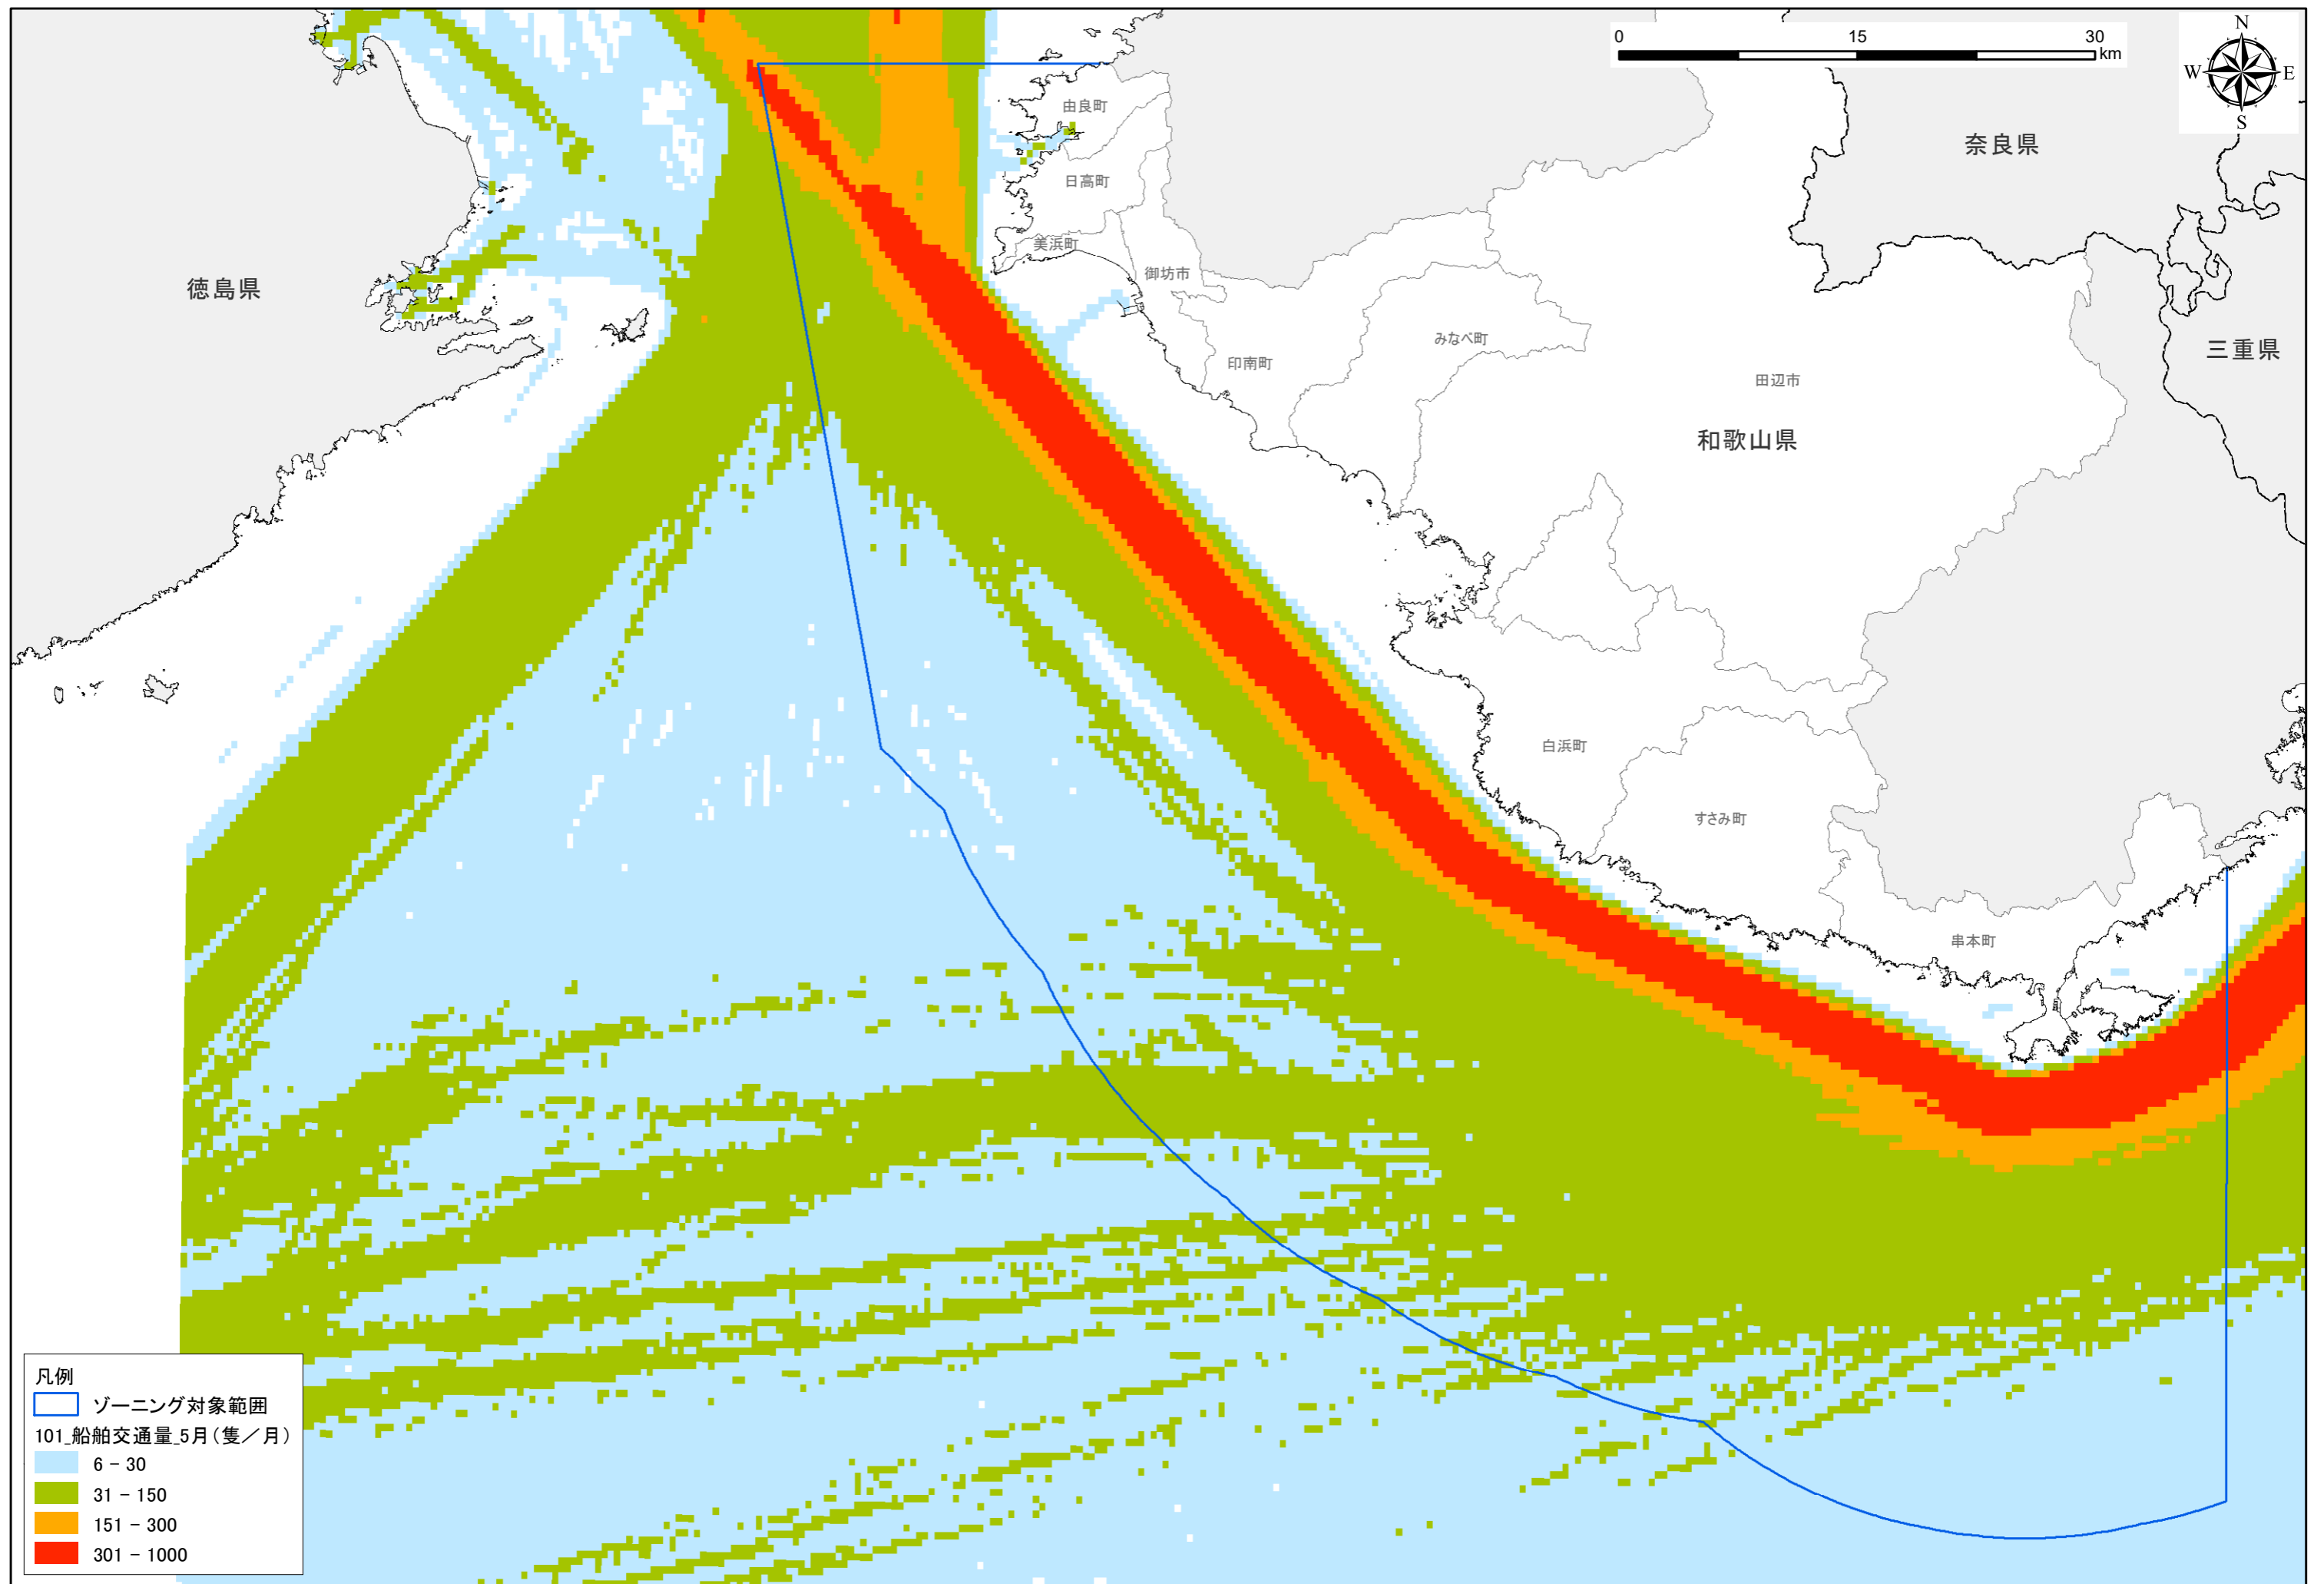 0 15 30
km
N
W E
S
奈良県
由良町
日高町
美浜町
御坊市
徳島県
みなべ町
三重県
印南町
田辺市
和歌山県
白浜町
すさみ町
串本町
凡例
ゾーニング対象範囲
101_船舶交通量_5月(隻/月)
6 - 30
31 - 150
151 - 300
301 - 1000